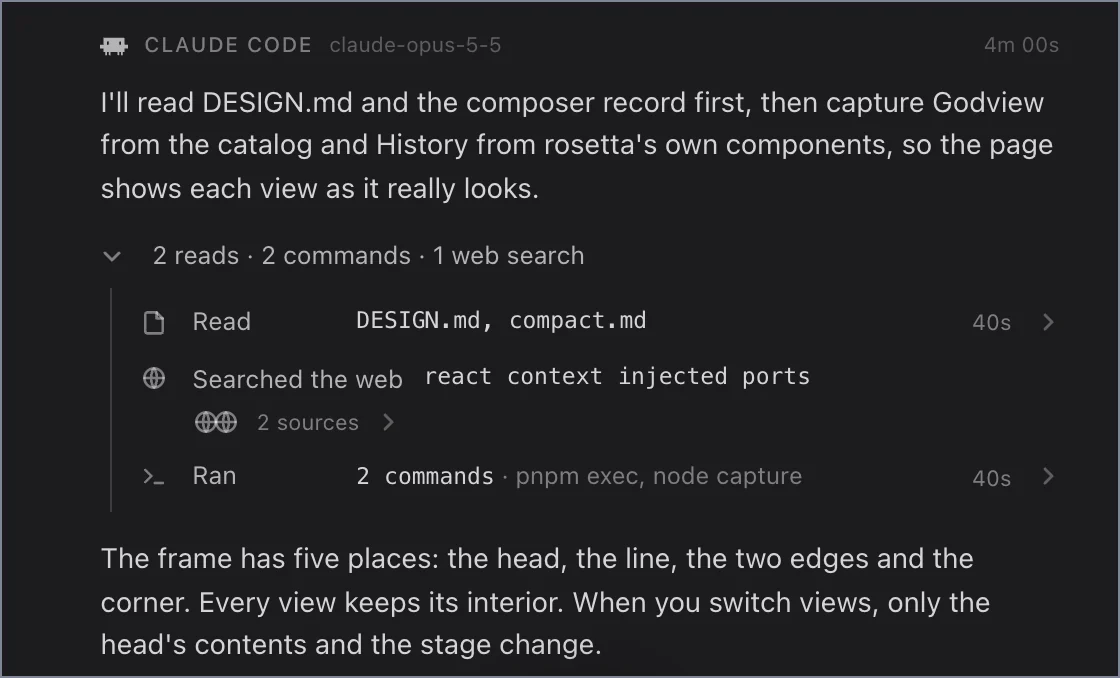 CLAUDE CODE claude-opus-5-5 4m 00s
I'll read DESIGN.md and the composer record first, then capture Godview
from the catalog and History from rosetta's own components, so the page
shows each view as it really looks.
2 reads · 2 commands · 1 web search
Read DESIGN.md, compact.md 40s
Searched the web react context injected ports
2 sources
Ran 2 commands · pnpm exec, node capture 40s
The frame has five places: the head, the line, the two edges and the
corner. Every view keeps its interior. When you switch views, only the
head's contents and the stage change.